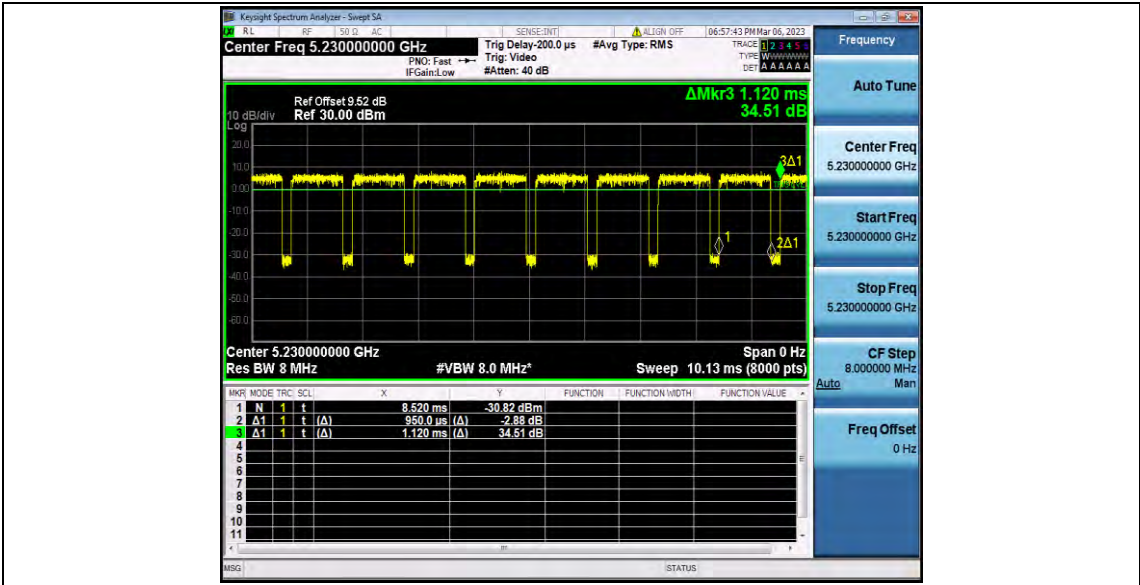 Keysight Spectrum Analyzer - Swept SA
RL RF 50 Ω AC SENSE:INT ALIGN OFF 06:57:43 PM Mar 06, 2023
Center Freq 5.230000000 GHz
PNO: Fast
IFGain:Low
Trig Delay-200.0 µs
Trig: Video
#Atten: 40 dB
#Avg Type: RMS
TRACE 1 2 3 4 5 6
TYPE WWWWWW
DET A A A A A A
Frequency
Auto Tune
Center Freq
5.230000000 GHz
Start Freq
5.230000000 GHz
Stop Freq
5.230000000 GHz
CF Step
8.000000 MHz
Auto Man
Freq Offset
0 Hz
ΔMkr3 1.120 ms
34.51 dB
Ref Offset 9.52 dB
10 dB/div Ref 30.00 dBm
Log
20.0
10.0
0.00
-10.0
-20.0
-30.0
-40.0
-50.0
-60.0
3Δ1
1
2Δ1
Center 5.230000000 GHz Span 0 Hz
Res BW 8 MHz #VBW 8.0 MHz* Sweep 10.13 ms (8000 pts)
MKR MODE TRC SCL X Y FUNCTION FUNCTION WIDTH FUNCTION VALUE
1 N 1 t 8.520 ms -30.82 dBm
2 Δ1 1 t (Δ) 950.0 µs (Δ) -2.88 dB
3 Δ1 1 t (Δ) 1.120 ms (Δ) 34.51 dB
4
5
6
7
8
9
10
11
MSG STATUS